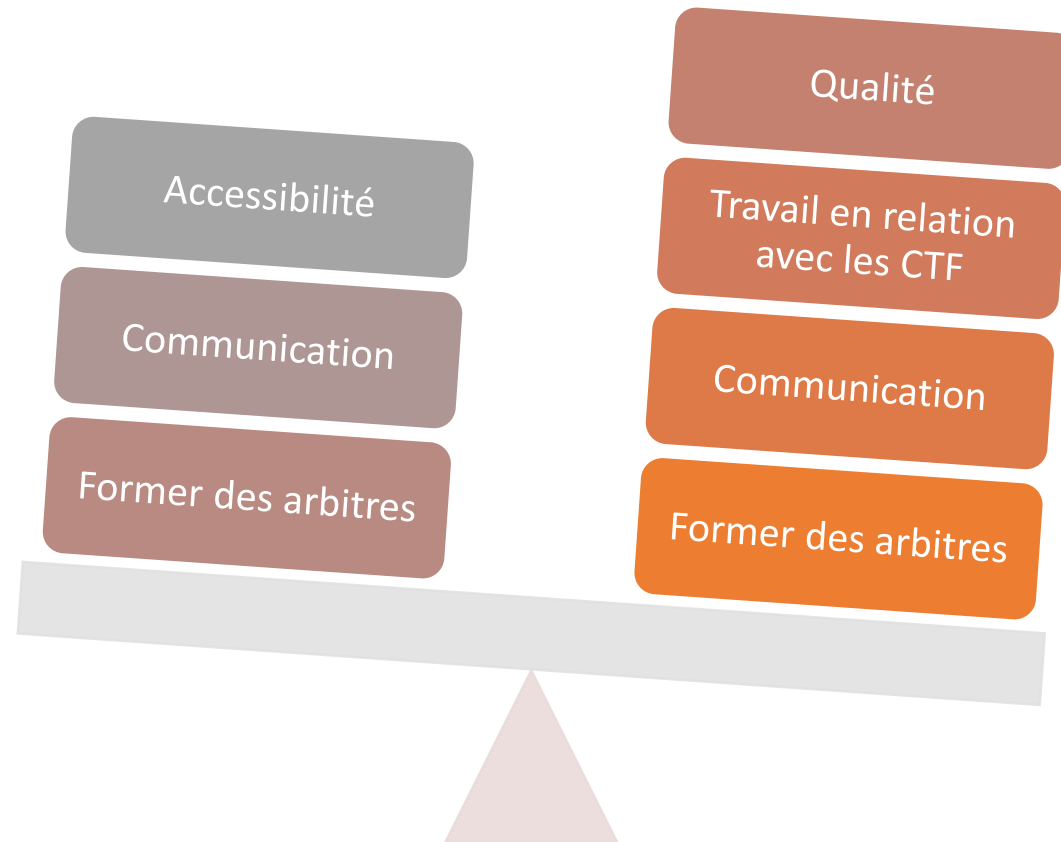 Accessibilité
Communication
Former des arbitres
Qualité
Travail en relation
avec les CTF
Communication
Former des arbitres